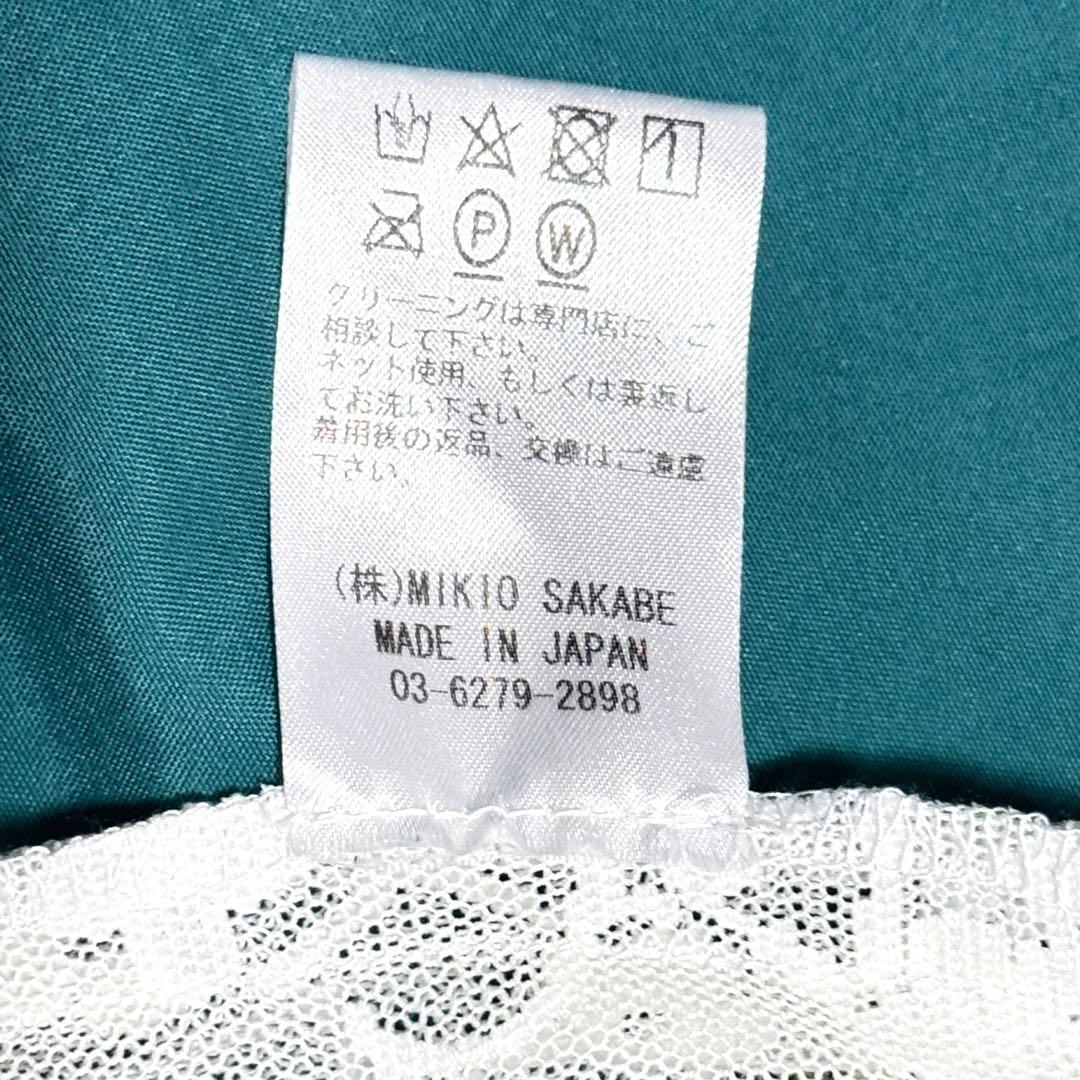 P W
クリーニングは専門店に、ご
相談して下さい。
ネット使用、もしくは裏返し
てお洗い下さい。
着用後の返品、交換は、ご遠慮
下さい。
(株)MIKIO SAKABE
MADE IN JAPAN
03-6279-2898